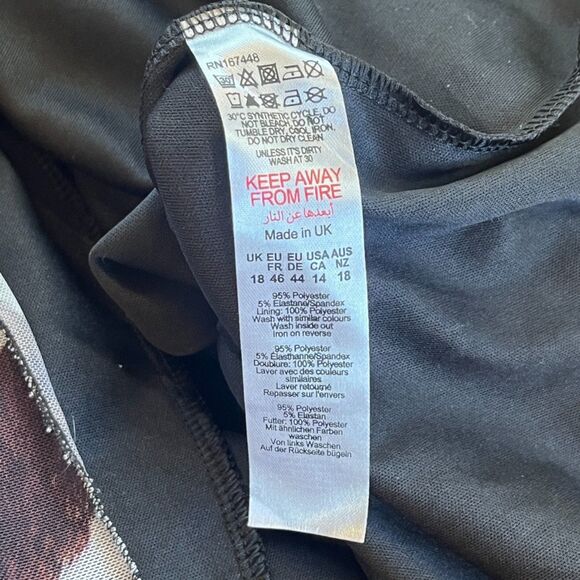 RN167448
30°C SYNTHETIC CYCLE, DO
NOT BLEACH, DO NOT
TUMBLE DRY, COOL IRON,
DO NOT DRY CLEAN
UNLESS IT'S DIRTY
WASH AT 30
KEEP AWAY
FROM FIRE
أبعدها عن النار
Made in UK
UK EU EU USA AUS
FR DE CA NZ
18 46 44 14 18
95% Polyester
5% Elastane/Spandex
Lining: 100% Polyester
Wash with similar colours
Wash inside out
Iron on reverse
95% Polyester
5% Élasthanne/Spandex
Doublure: 100% Polyester
Laver avec des couleurs
similaires
Laver retourné
Repasser sur l'envers
95% Polyester
5% Elastan
Futter: 100% Polyester
Mit ähnlichen Farben
waschen
Von links Waschen
Auf der Rückseite bügeln